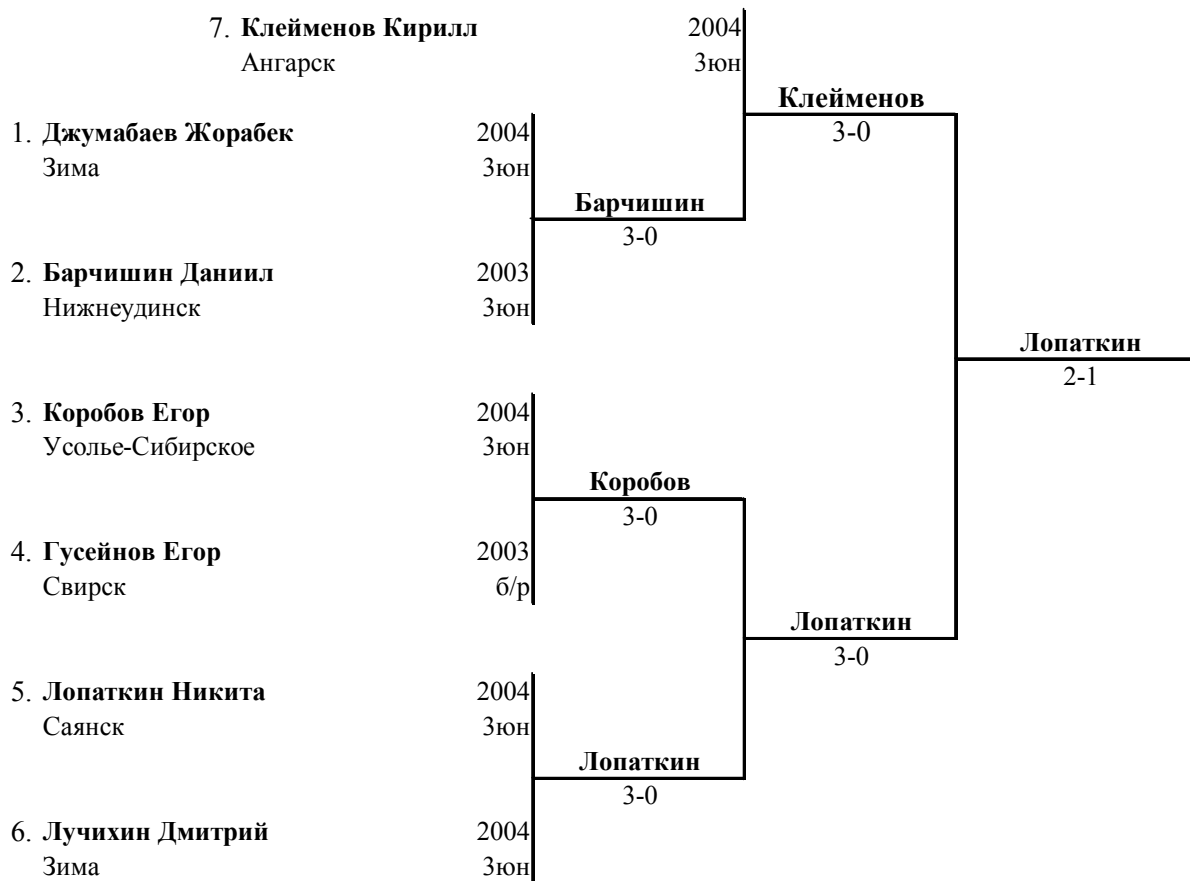 7. Клейменов Кирилл 2004
Ангарск 3юн
Клейменов
3-0
1. Джумабаев Жорабек 2004
Зима 3юн
Барчишин
3-0
2. Барчишин Даниил 2003
Нижнеудинск 3юн
Лопаткин
2-1
3. Коробов Егор 2004
Усолье-Сибирское 3юн
Коробов
3-0
4. Гусейнов Егор 2003
Свирск б/р
Лопаткин
3-0
5. Лопаткин Никита 2004
Саянск 3юн
Лопаткин
3-0
6. Лучихин Дмитрий 2004
Зима 3юн